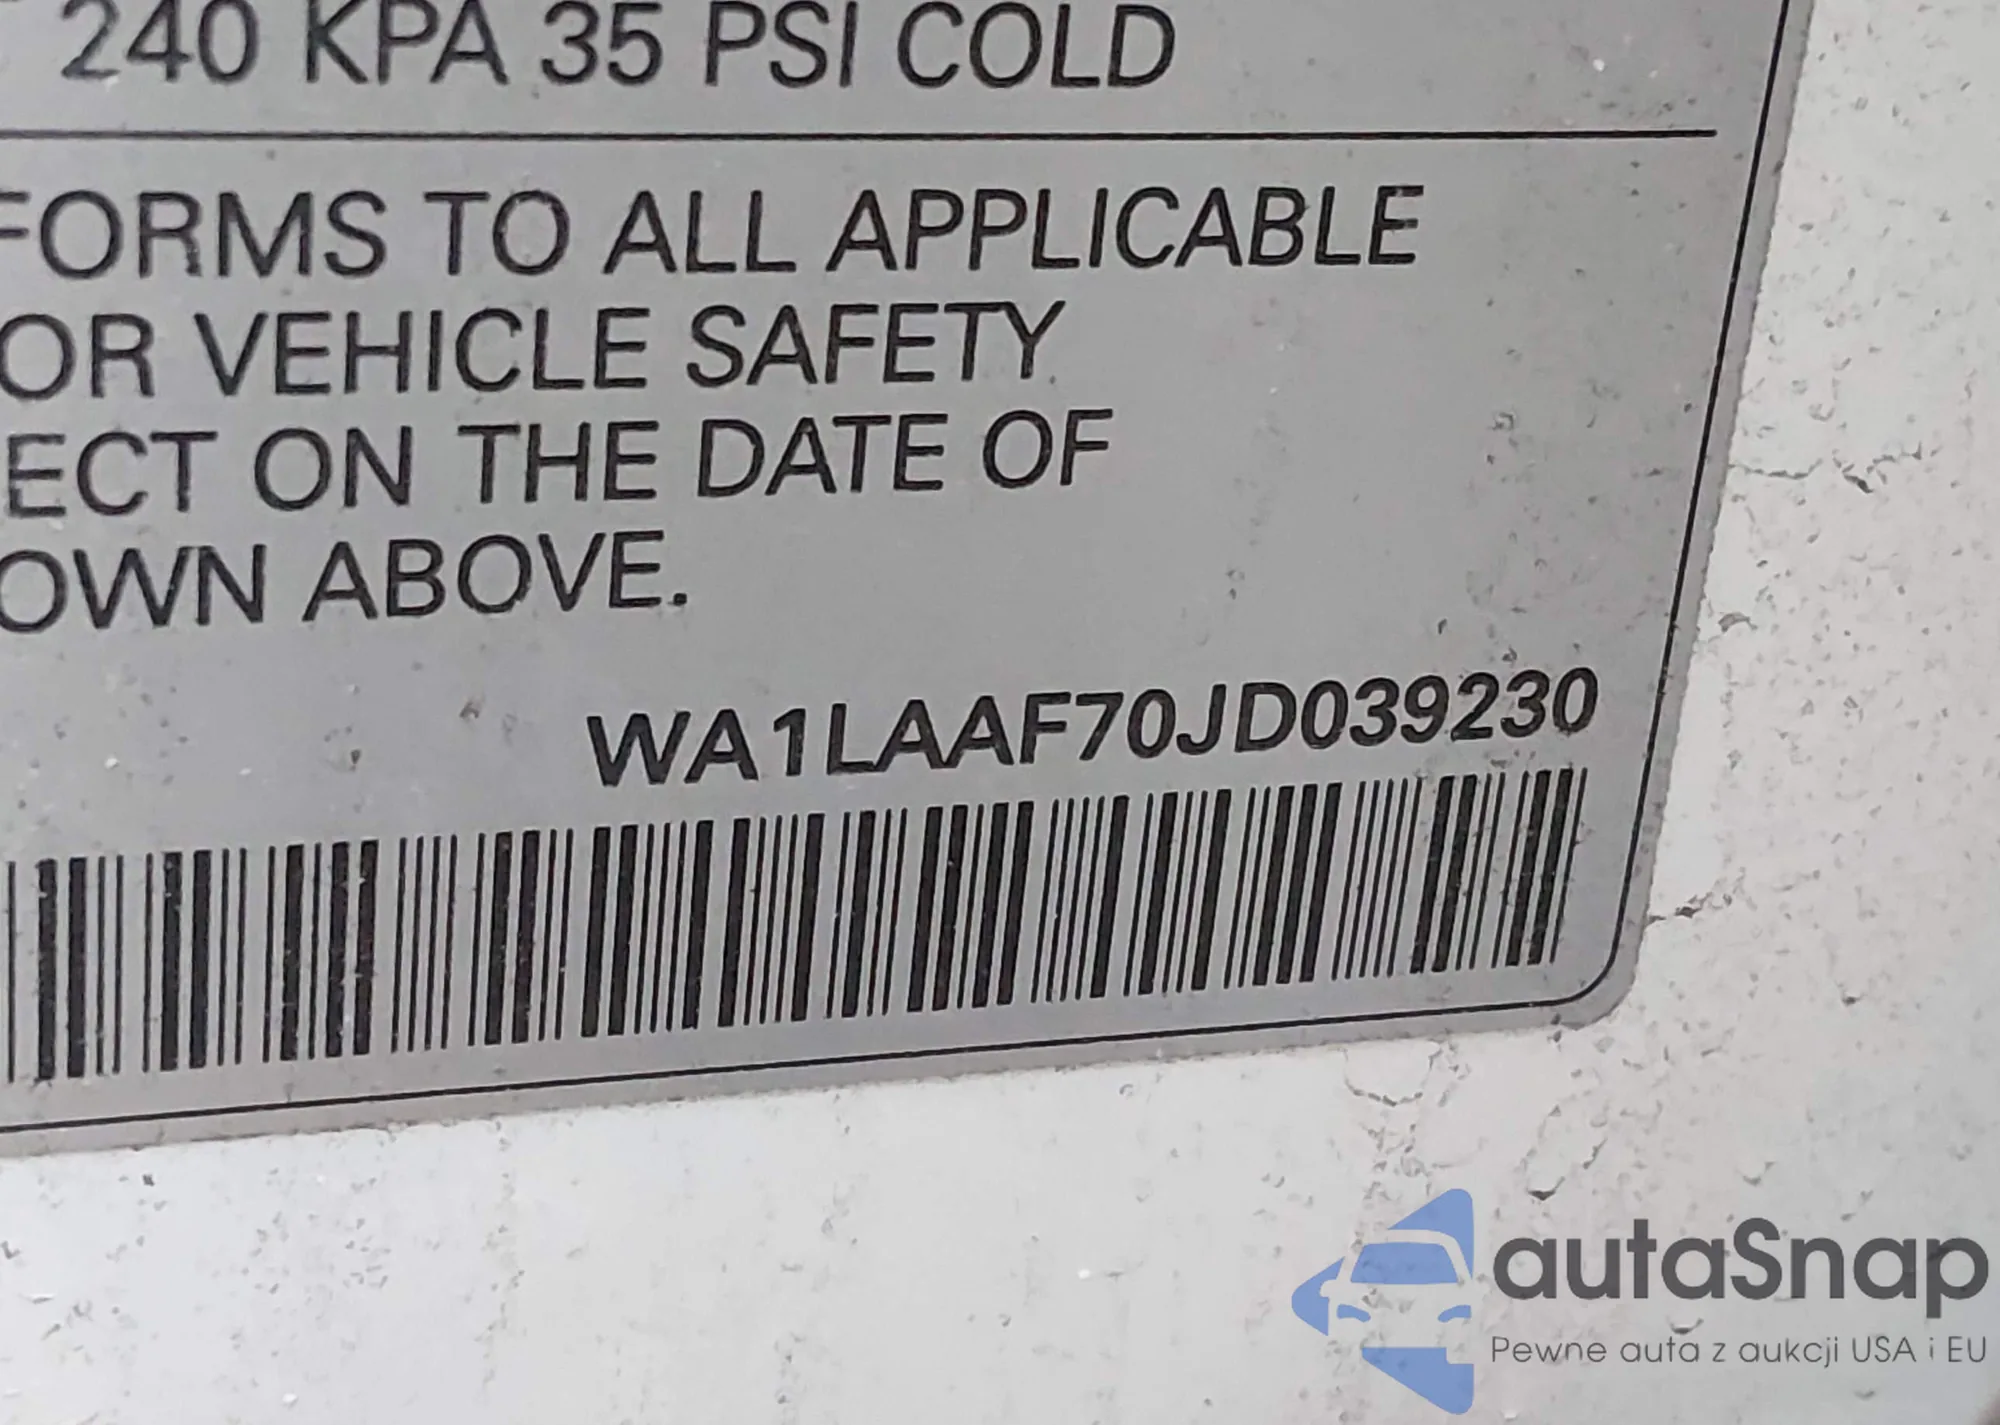 240 KPA 35 PSI COLD
FORMS TO ALL APPLICABLE
OR VEHICLE SAFETY
ECT ON THE DATE OF
OWN ABOVE.
WA1LAAF70JD039230
autaSnap
Pewne auta z aukcji USA i EU